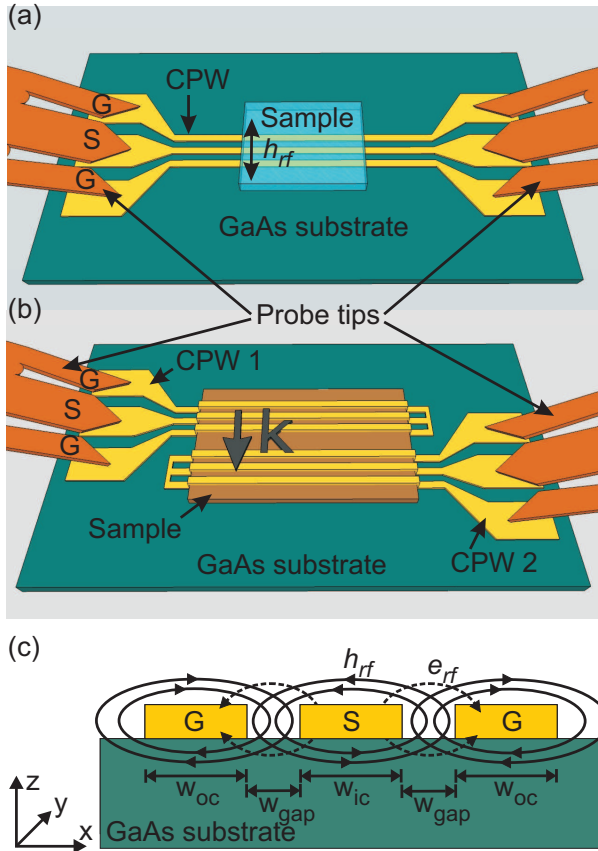 (a)
CPW
G
S
G
Sample
h_rf
GaAs substrate
Probe tips
(b)
CPW 1
G
S
G
k
Sample
CPW 2
GaAs substrate
(c)
h_rf
e_rf
G
S
G
w_oc
w_gap
w_ic
w_gap
w_oc
z
y
x
GaAs substrate